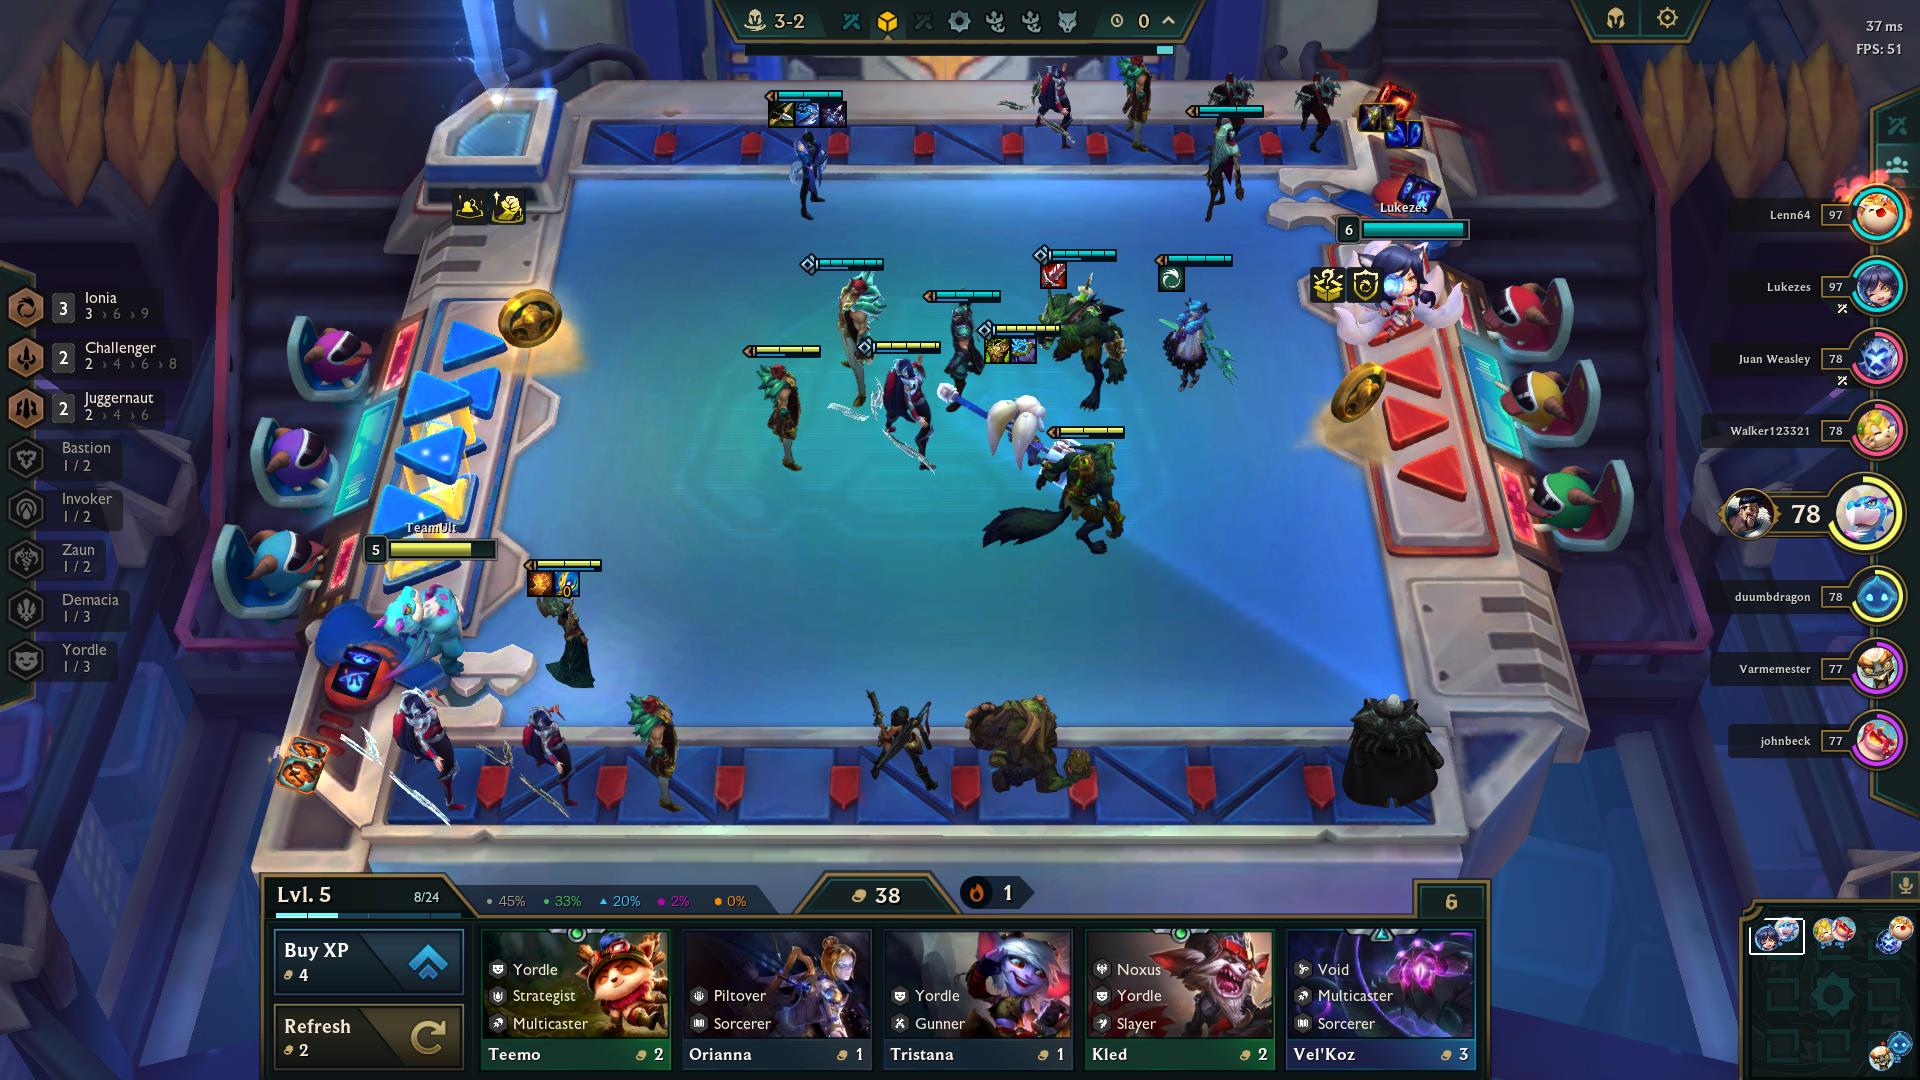 3-2
0
37 ms
FPS: 51
Lukezes
6
Lenn64 97
Lukezes 97
Juan Weasley 78
Walker123321 78
78
duumbdragon 78
Varmemester 77
johnbeck 77
3 Ionia
3 › 6 › 9
2 Challenger
2 › 4 › 6 › 8
2 Juggernaut
2 › 4 › 6
Bastion
1 / 2
Invoker
1 / 2
Zaun
1 / 2
Demacia
1 / 3
Yordle
1 / 3
TeamUlt
5
0
Lvl. 5 8/24
45% 33% 20% 2% 0%
38
1
6
Buy XP
4
Refresh
2
Yordle
Strategist
Multicaster
Teemo 2
Piltover
Sorcerer
Orianna 1
Yordle
Gunner
Tristana 1
Noxus
Yordle
Slayer
Kled 2
Void
Multicaster
Sorcerer
Vel'Koz 3